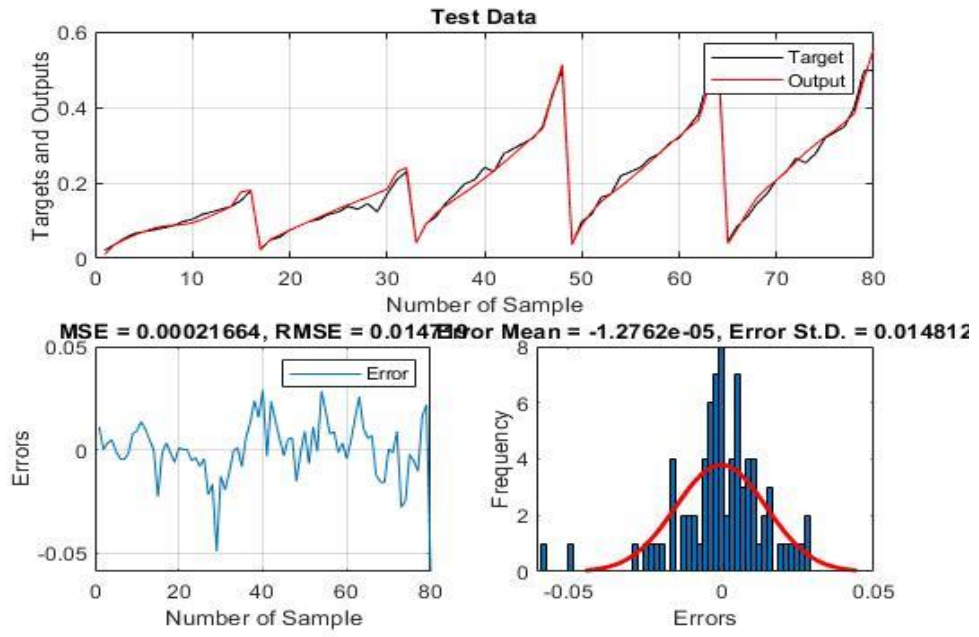 Test Data
Targets and Outputs
0.6
0.4
0.2
0
Target
Output
0 10 20 30 40 50 60 70 80
Number of Sample
MSE = 0.00021664, RMSE = 0.014719
Error Mean = -1.2762e-05, Error St.D. = 0.014812
Errors
0.05
0
-0.05
Error
0 20 40 60 80
Number of Sample
Frequency
8
6
4
2
0
-0.05 0 0.05
Errors